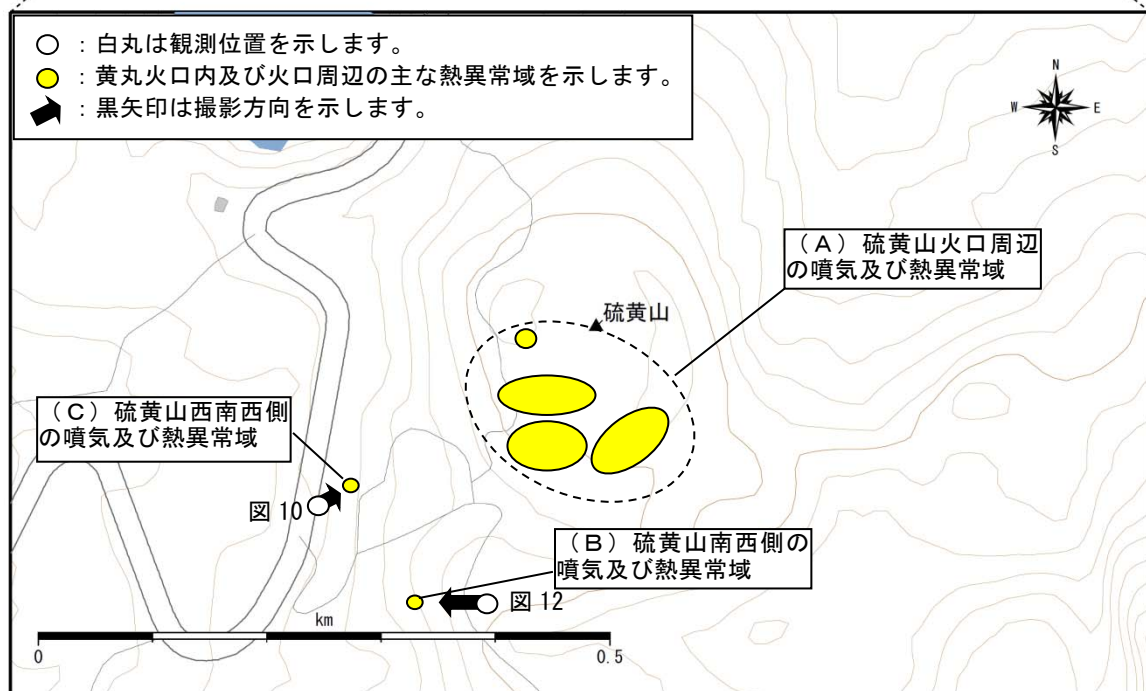 ：白丸は観測位置を示します。
：黄丸火口内及び火口周辺の主な熱異常域を示します。
：黒矢印は撮影方向を示します。
N
W
E
S
（Ａ）硫黄山火口周辺
の噴気及び熱異常域
硫黄山
（Ｃ）硫黄山西南西側
の噴気及び熱異常域
図 10
（Ｂ）硫黄山南西側の
噴気及び熱異常域
図 12
km
0
0.5